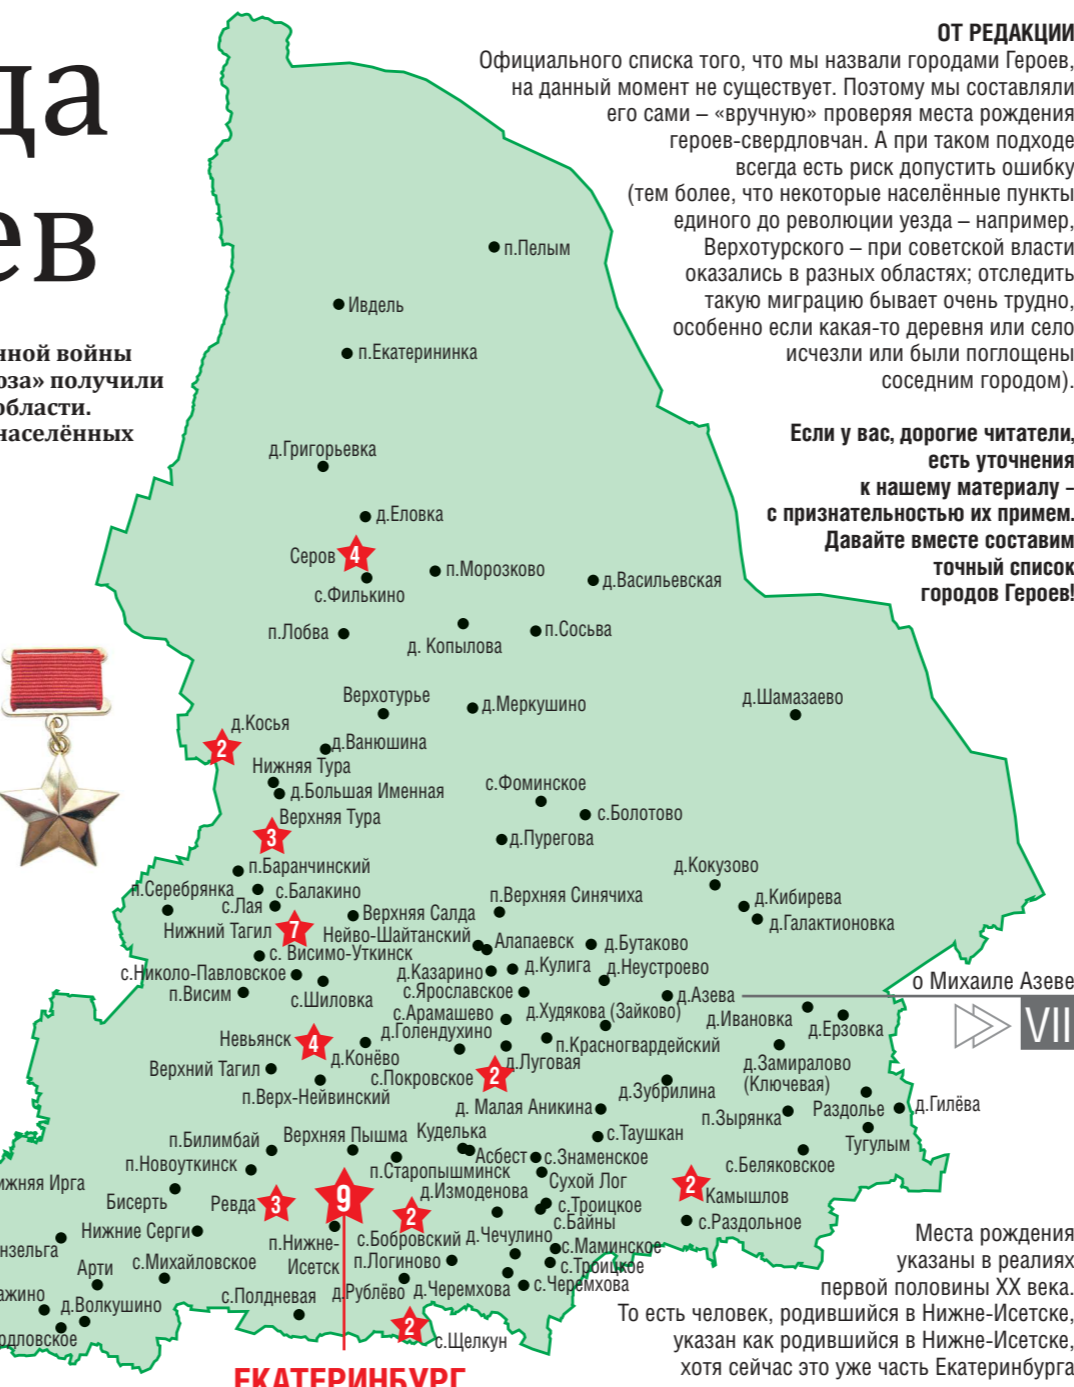 да
ев
нной войны
оза» получили
области.
населённых
ОТ РЕДАКЦИИ
Официального списка того, что мы назвали городами Героев,
на данный момент не существует. Поэтому мы составляли
его сами – «вручную» проверяя места рождения
героев-свердловчан. А при таком подходе
всегда есть риск допустить ошибку
(тем более, что некоторые населённые пункты
единого до революции уезда – например,
Верхотурского – при советской власти
оказались в разных областях; отследить
такую миграцию бывает очень трудно,
особенно если какая-то деревня или село
исчезли или были поглощены
соседним городом).
Если у вас, дорогие читатели,
есть уточнения
к нашему материалу –
с признательностью их примем.
Давайте вместе составим
точный список
городов Героев!
п.Пелым
Ивдель
п.Екатерининка
д.Григорьевка
д.Еловка
Серов 4
п.Морозково
д.Васильевская
с.Филькино
п.Лобва
д. Копылова
п.Сосьва
Верхотурье
д.Меркушино
д.Шамазаево
д.Косья
2
д.Ванюшина
Нижняя Тура
д.Большая Именная
с.Фоминское
с.Болотово
Верхняя Тура
3
д.Пурегова
п.Баранчинский
д.Кокузово
п.Серебрянка
с.Балакино
п.Верхняя Синячиха
д.Кибирева
с.Лая
Верхняя Салда
д.Галактионовка
Нижний Тагил 7
Нейво-Шайтанский
Алапаевск
д.Бутаково
с. Висимо-Уткинск
с.Николо-Павловское
д.Казарино
д.Кулига
д.Неустроево
п.Висим
с.Шиловка
с.Ярославское
д.Азева
о Михаиле Азеве
VII
с.Арамашево
д.Худякова (Зайково)
д.Ивановка
д.Ерзовка
Невьянск 4
д.Голендухино
п.Красногвардейский
д.Конёво
д.Луговая
д.Замиралово
(Ключевая)
Верхний Тагил
с.Покровское 2
п.Верх-Нейвинский
д.Зубрилина
д. Малая Аникина
п.Зырянка
Раздолье
д.Гилёва
с.Таушкан
Тугулым
п.Билимбай
Верхняя Пышма
Куделька
Асбест
с.Знаменское
с.Беляковское
п.Новоуткинск
п.Старопышминск
Сухой Лог
ижняя Ирга
Бисерть
Ревда 3
9
д.Измоденова
с.Троицкое
2
Камышлов
2
с.Байны
с.Раздольное
Нижние Серги
п.Нижне-
Исетск
с.Бобровский
д.Чечулино
с.Маминское
нзельга
с.Михайловское
п.Логиново
с.Троицкое
Арти
д.Рублёво
д.Черемхова
с.Черемхова
ажино
д.Волкушино
с.Полдневая
рдловское
2
с.Щелкун
ЕКАТЕРИНБУРГ
Места рождения
указаны в реалиях
первой половины XX века.
То есть человек, родившийся в Нижне-Исетске,
указан как родившийся в Нижне-Исетске,
хотя сейчас это уже часть Екатеринбурга